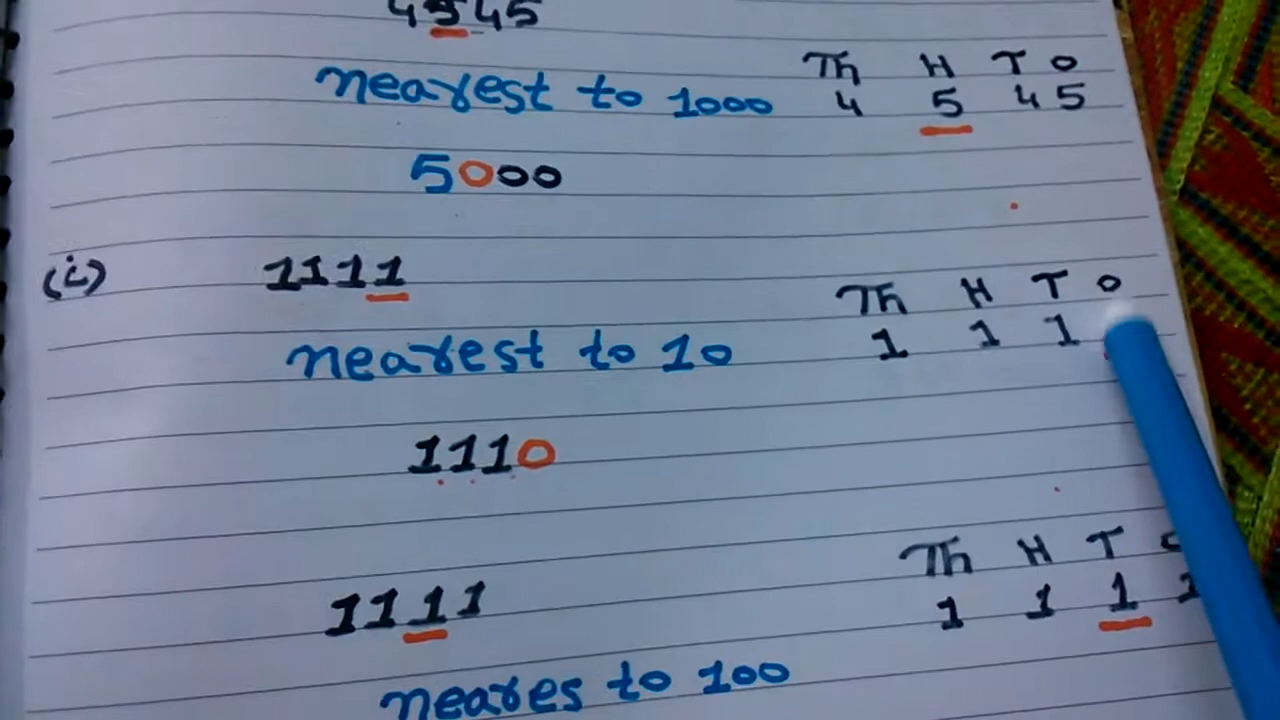 4545
nearest to 1000
Th H T O
4 5 4 5
5000
(i) 1111
Th H T O
1 1 1
nearest to 10
1110
1111
Th H T
1 1 1 1
neares to 100